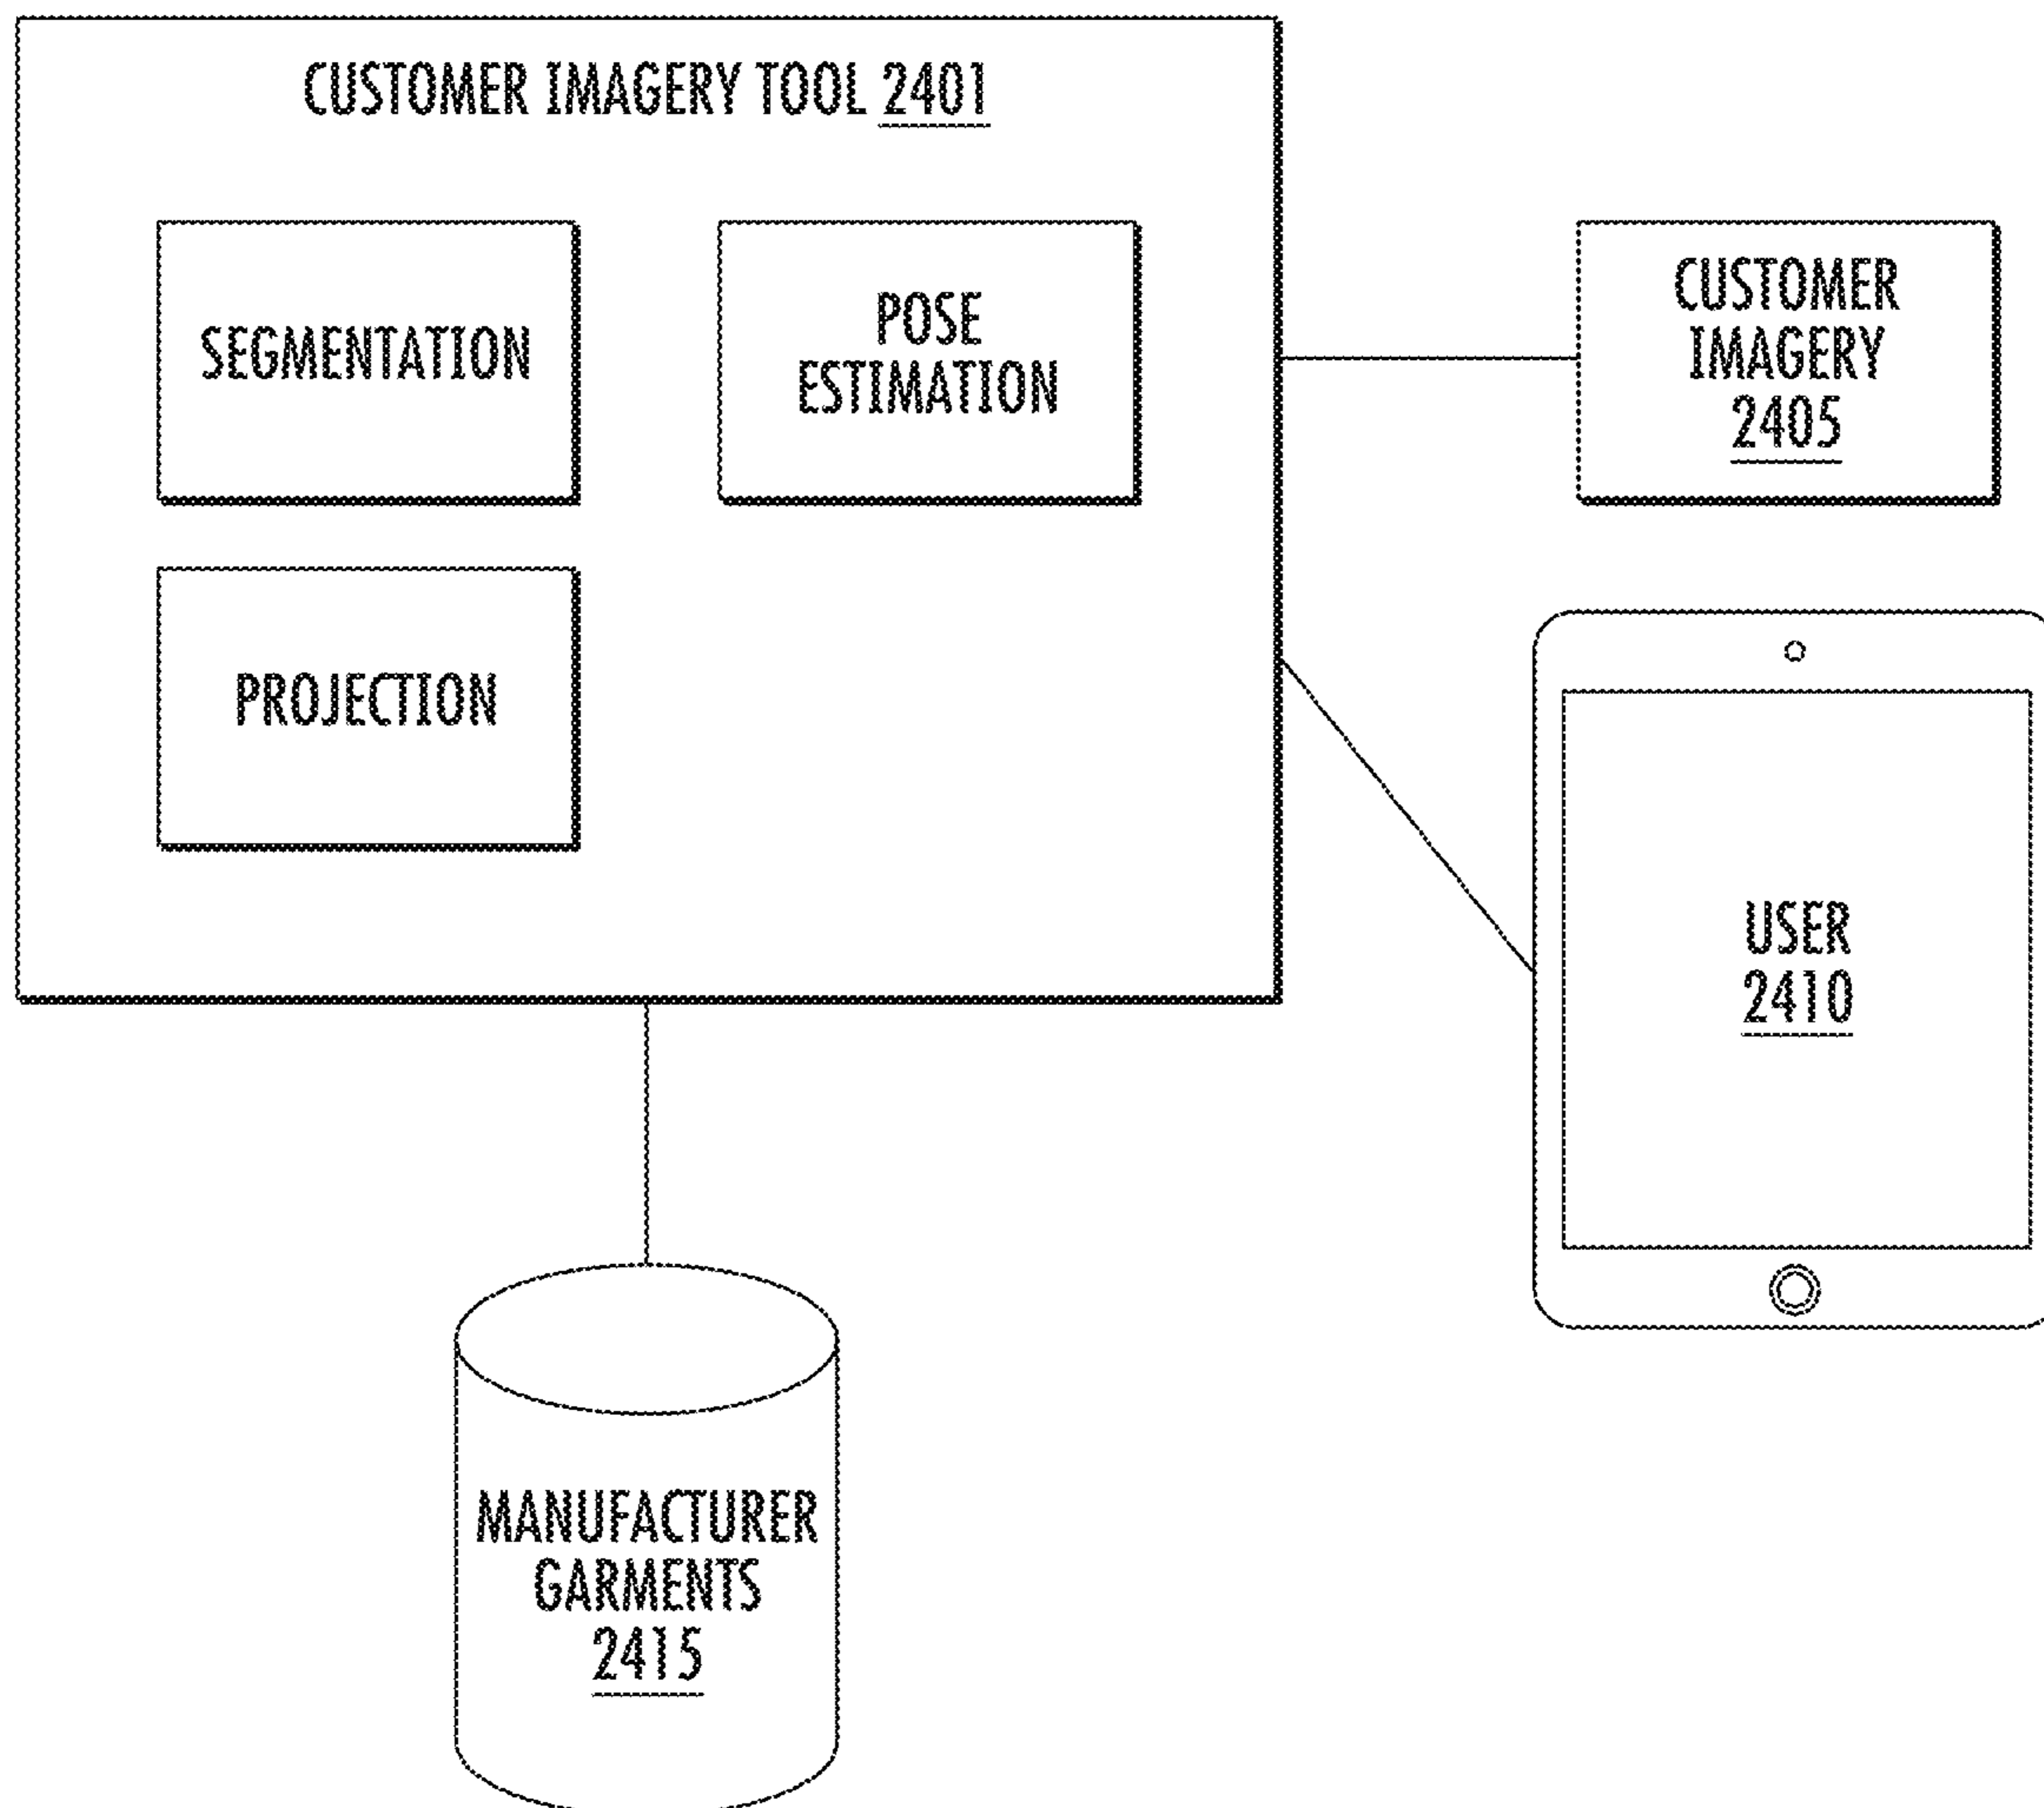 CUSTOMER IMAGERY TOOL 2401
SEGMENTATION
POSE
ESTIMATION
PROJECTION
CUSTOMER
IMAGERY
2405
USER
2410
MANUFACTURER
GARMENTS
2415